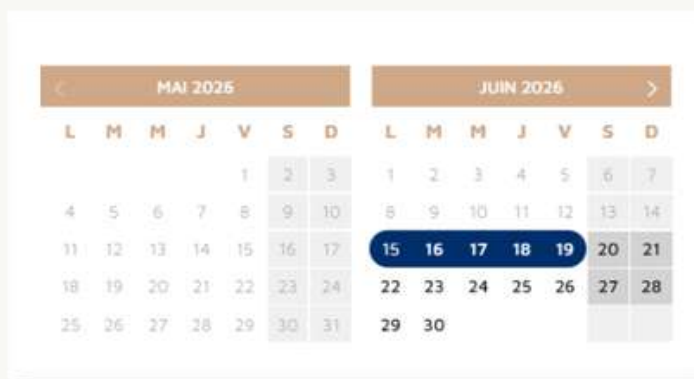 MAI 2026
L M M J V S D
1 2 3
4 5 6 7 8 9 10
11 12 13 14 15 16 17
18 19 20 21 22 23 24
25 26 27 28 29 30 31
JUIN 2026
L M M J V S D
1 2 3 4 5 6 7
8 9 10 11 12 13 14
15 16 17 18 19 20 21
22 23 24 25 26 27 28
29 30